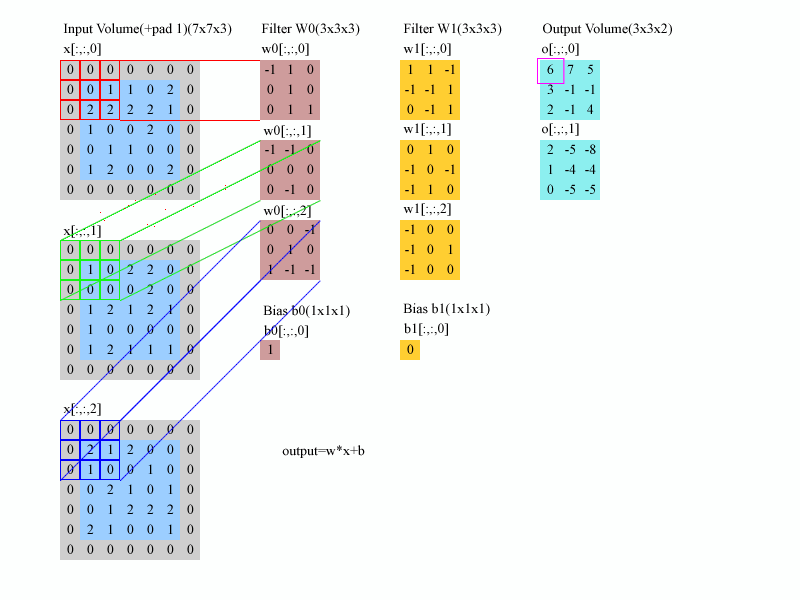 Input Volume(+pad 1)(7x7x3)
x[:,:,0]
0 0 0 0 0 0 0
0 0 1 1 0 2 0
0 2 2 2 2 1 0
0 1 0 0 2 0 0
0 0 1 1 0 0 0
0 1 2 0 0 2 0
0 0 0 0 0 0 0
x[:,:,1]
0 0 0 0 0 0 0
0 1 0 2 2 0 0
0 0 0 0 2 0 0
0 1 2 1 2 1 0
0 1 0 0 0 0 0
0 1 2 1 1 1 0
0 0 0 0 0 0 0
x[:,:,2]
0 0 0 0 0 0 0
0 2 1 2 0 0 0
0 1 0 0 1 0 0
0 0 2 1 0 1 0
0 0 1 2 2 2 0
0 2 1 0 0 1 0
0 0 0 0 0 0 0
Filter W0(3x3x3)
w0[:,:,0]
-1 1 0
0 1 0
0 1 1
w0[:,:,1]
-1 -1 0
0 0 0
0 -1 0
w0[:,:,2]
0 0 -1
0 1 0
1 -1 -1
Bias b0(1x1x1)
b0[:,:,0]
1
Filter W1(3x3x3)
w1[:,:,0]
1 1 -1
-1 -1 1
0 -1 1
w1[:,:,1]
0 1 0
-1 0 -1
-1 1 0
w1[:,:,2]
-1 0 0
-1 0 1
-1 0 0
Bias b1(1x1x1)
b1[:,:,0]
0
Output Volume(3x3x2)
o[:,:,0]
6 7 5
3 -1 -1
2 -1 4
o[:,:,1]
2 -5 -8
1 -4 -4
0 -5 -5
output=w*x+b